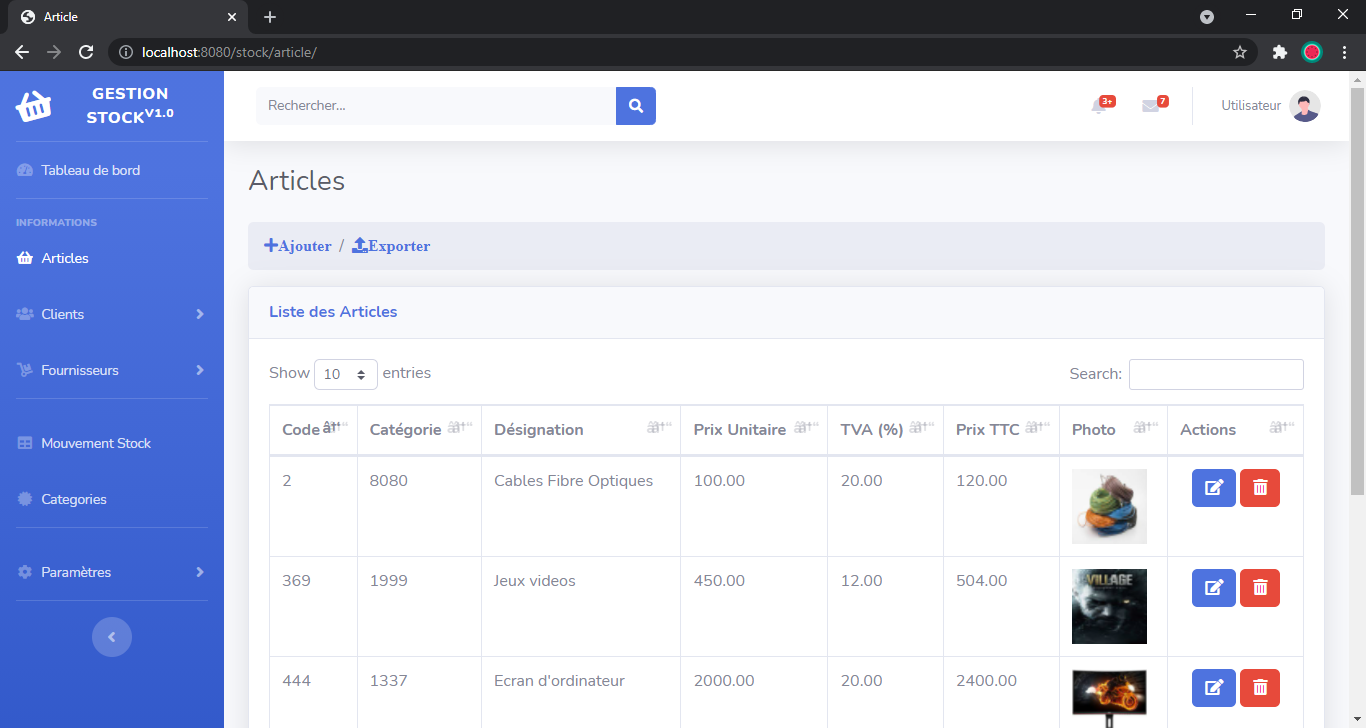 Article
localhost:8080/stock/article/
GESTION
STOCKV1.0
Rechercher...
3+
7
Utilisateur
Tableau de bord
INFORMATIONS
Articles
Clients
Fournisseurs
Mouvement Stock
Categories
Paramètres
Articles
Ajouter / Exporter
Liste des Articles
Show 10 entries
Search:
Code Catégorie Désignation Prix Unitaire TVA (%) Prix TTC Photo Actions
2 8080 Cables Fibre Optiques 100.00 20.00 120.00
369 1999 Jeux videos 450.00 12.00 504.00
VILLAGE
444 1337 Ecran d'ordinateur 2000.00 20.00 2400.00